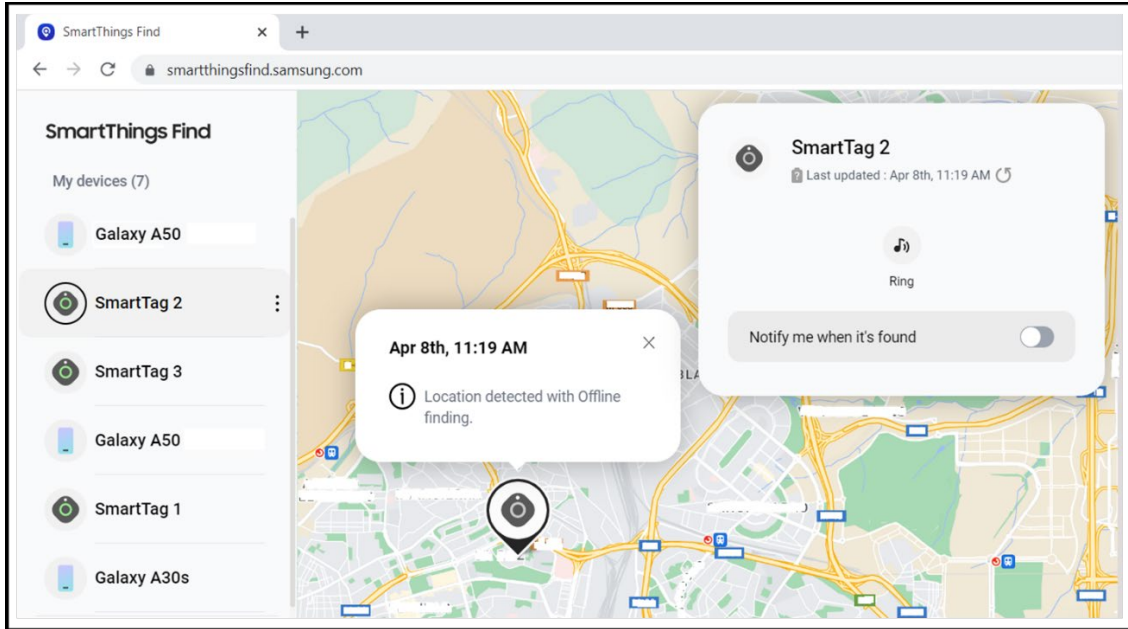 SmartThings Find
smartthingsfind.samsung.com
SmartThings Find
My devices (7)
Galaxy A50
SmartTag 2
SmartTag 3
Galaxy A50
SmartTag 1
Galaxy A30s
Apr 8th, 11:19 AM
Location detected with Offline
finding.
SmartTag 2
Last updated : Apr 8th, 11:19 AM
Ring
Notify me when it's found